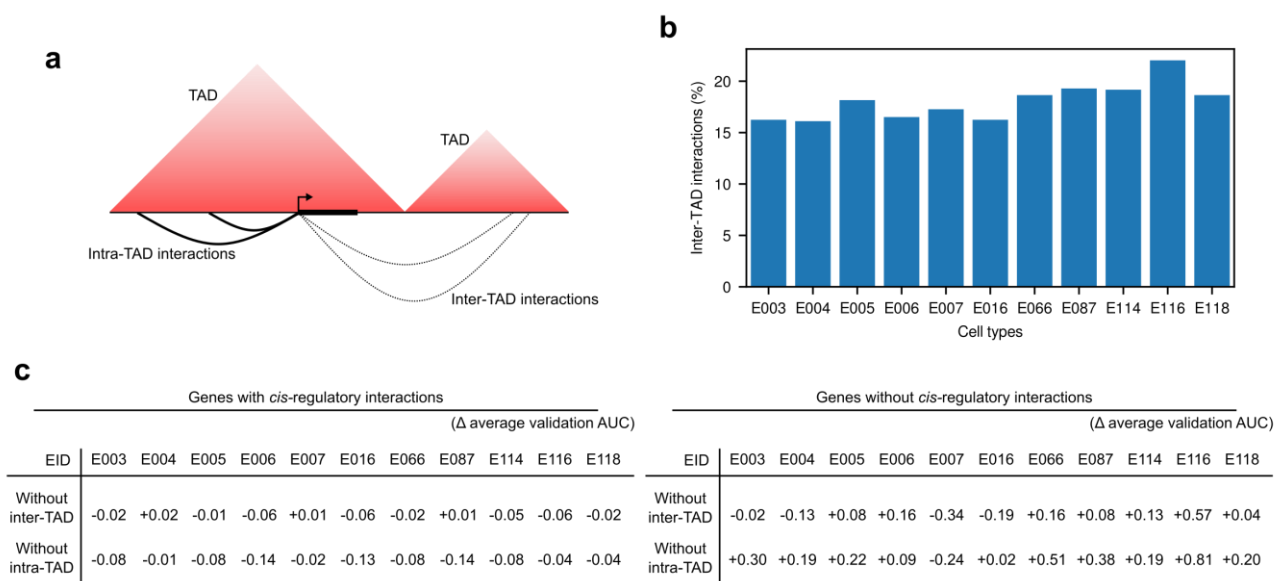 a
TAD
TAD
Intra-TAD interactions
Inter-TAD interactions
b
Inter-TAD interactions (%)
20
15
10
5
0
E003 E004 E005 E006 E007 E016 E066 E087 E114 E116 E118
Cell types
c
Genes with cis-regulatory interactions
(Δ average validation AUC)
EID E003 E004 E005 E006 E007 E016 E066 E087 E114 E116 E118
Without
inter-TAD -0.02 +0.02 -0.01 -0.06 +0.01 -0.06 -0.02 +0.01 -0.05 -0.06 -0.02
Without
intra-TAD -0.08 -0.01 -0.08 -0.14 -0.02 -0.13 -0.08 -0.14 -0.08 -0.04 -0.04
Genes without cis-regulatory interactions
(Δ average validation AUC)
EID E003 E004 E005 E006 E007 E016 E066 E087 E114 E116 E118
Without
inter-TAD -0.02 -0.13 +0.08 +0.16 -0.34 -0.19 +0.16 +0.08 +0.13 +0.57 +0.04
Without
intra-TAD +0.30 +0.19 +0.22 +0.09 -0.24 +0.02 +0.51 +0.38 +0.19 +0.81 +0.20